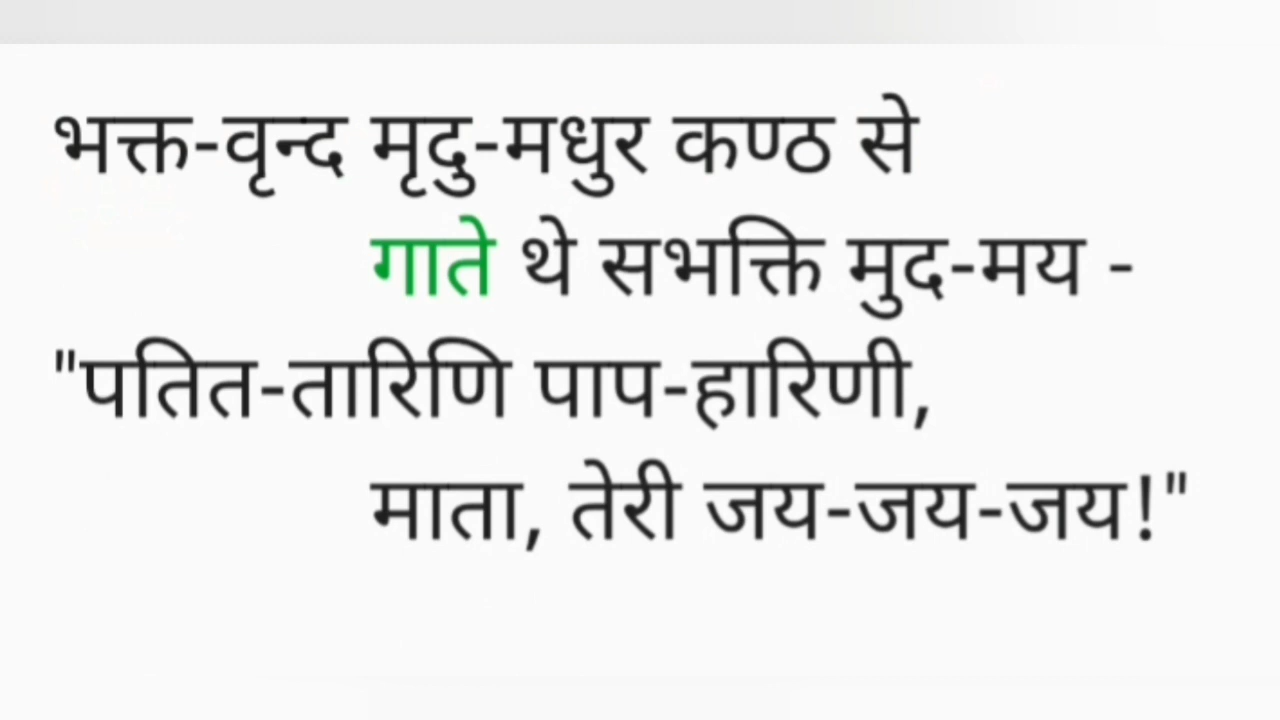 भक्त-वृन्द मृदु-मधुर कण्ठ से
गाते थे सभक्ति मुद-मय -
"पतित-तारिणि पाप-हारिणी,
माता, तेरी जय-जय-जय!"